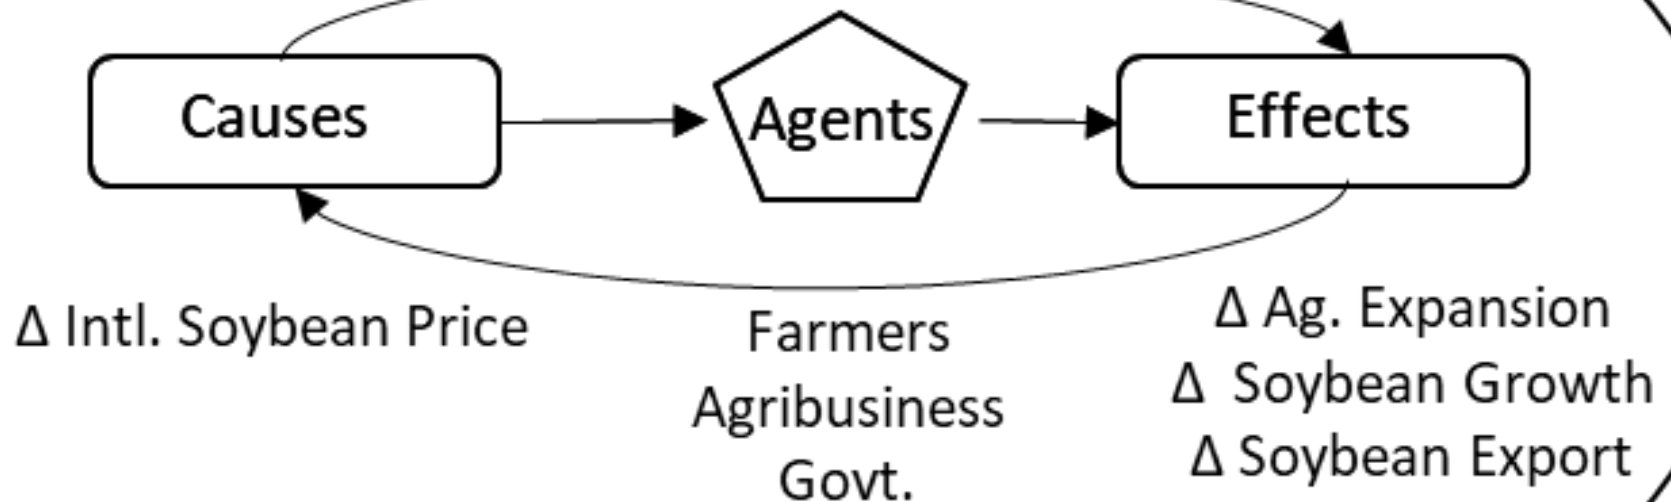 Causes
Agents
Effects
Δ Intl. Soybean Price
Farmers
Agribusiness
Govt.
Δ Ag. Expansion
Δ Soybean Growth
Δ Soybean Export